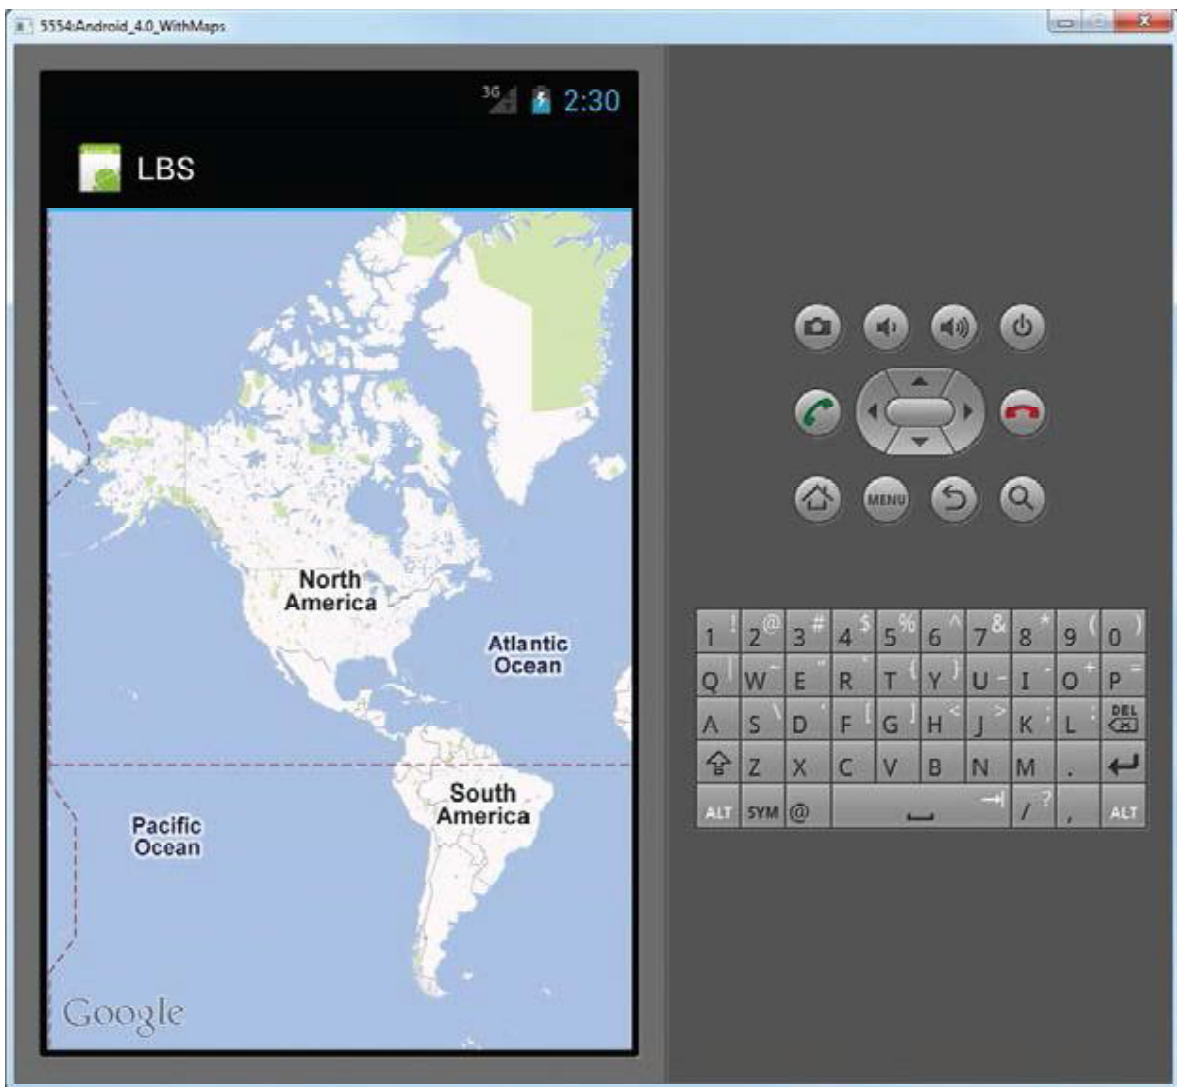 5554:Android_4.0_WithMaps
3G 2:30
LBS
North
America
Atlantic
Ocean
South
America
Pacific
Ocean
Google
MENU
1 ! 2 @ 3 # 4 $ 5 % 6 ^ 7 & 8 * 9 ( 0 )
Q | W ~ E " R ` T { Y } U _ I - O + P =
A S \ D ' F [ G ] H < J > K ; L : DEL
Z X C V B N M .
ALT SYM @ / ? , ALT